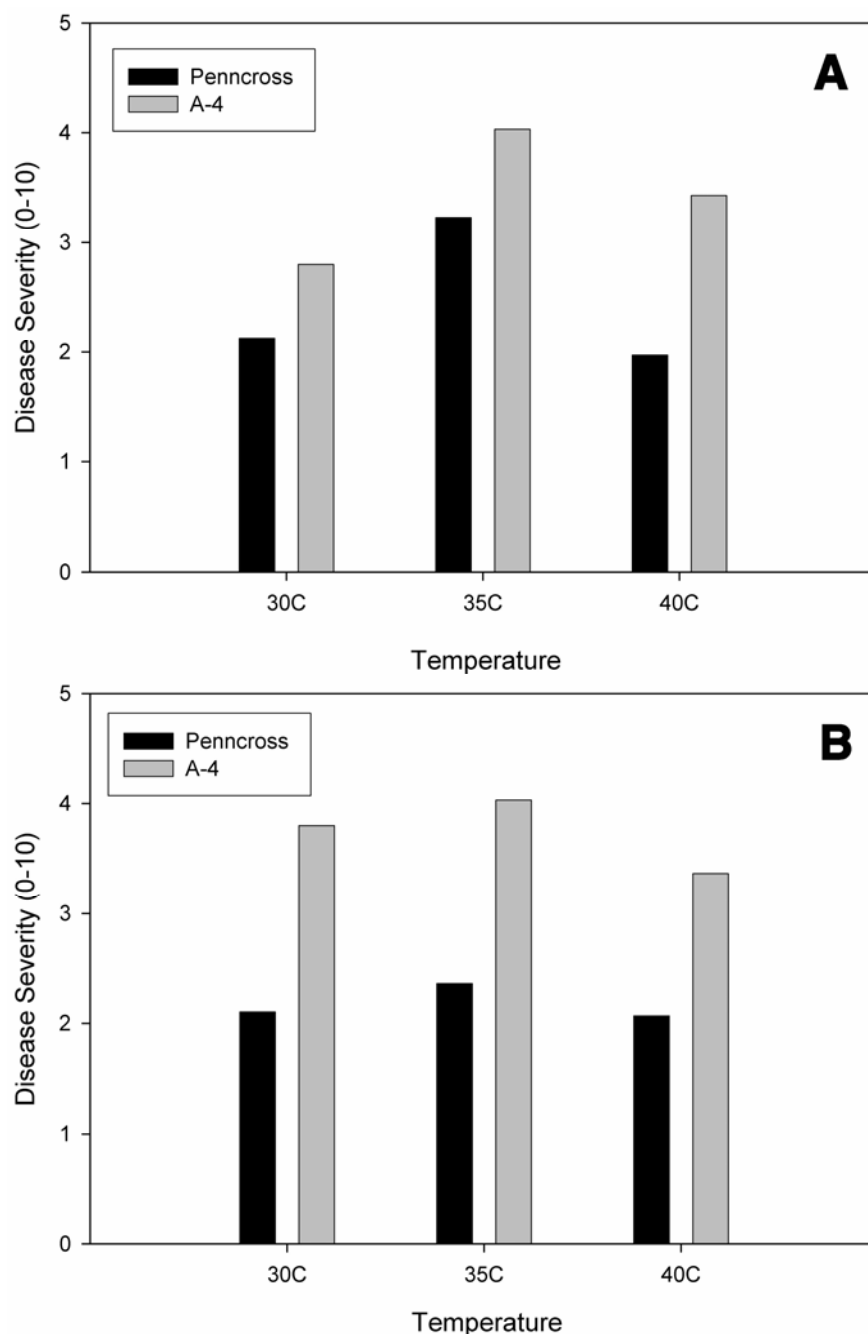 5
4
3
2
1
0
Disease Severity (0-10)
Penncross
A-4
A
30C 35C 40C
Temperature
5
4
3
2
1
0
Disease Severity (0-10)
Penncross
A-4
B
30C 35C 40C
Temperature